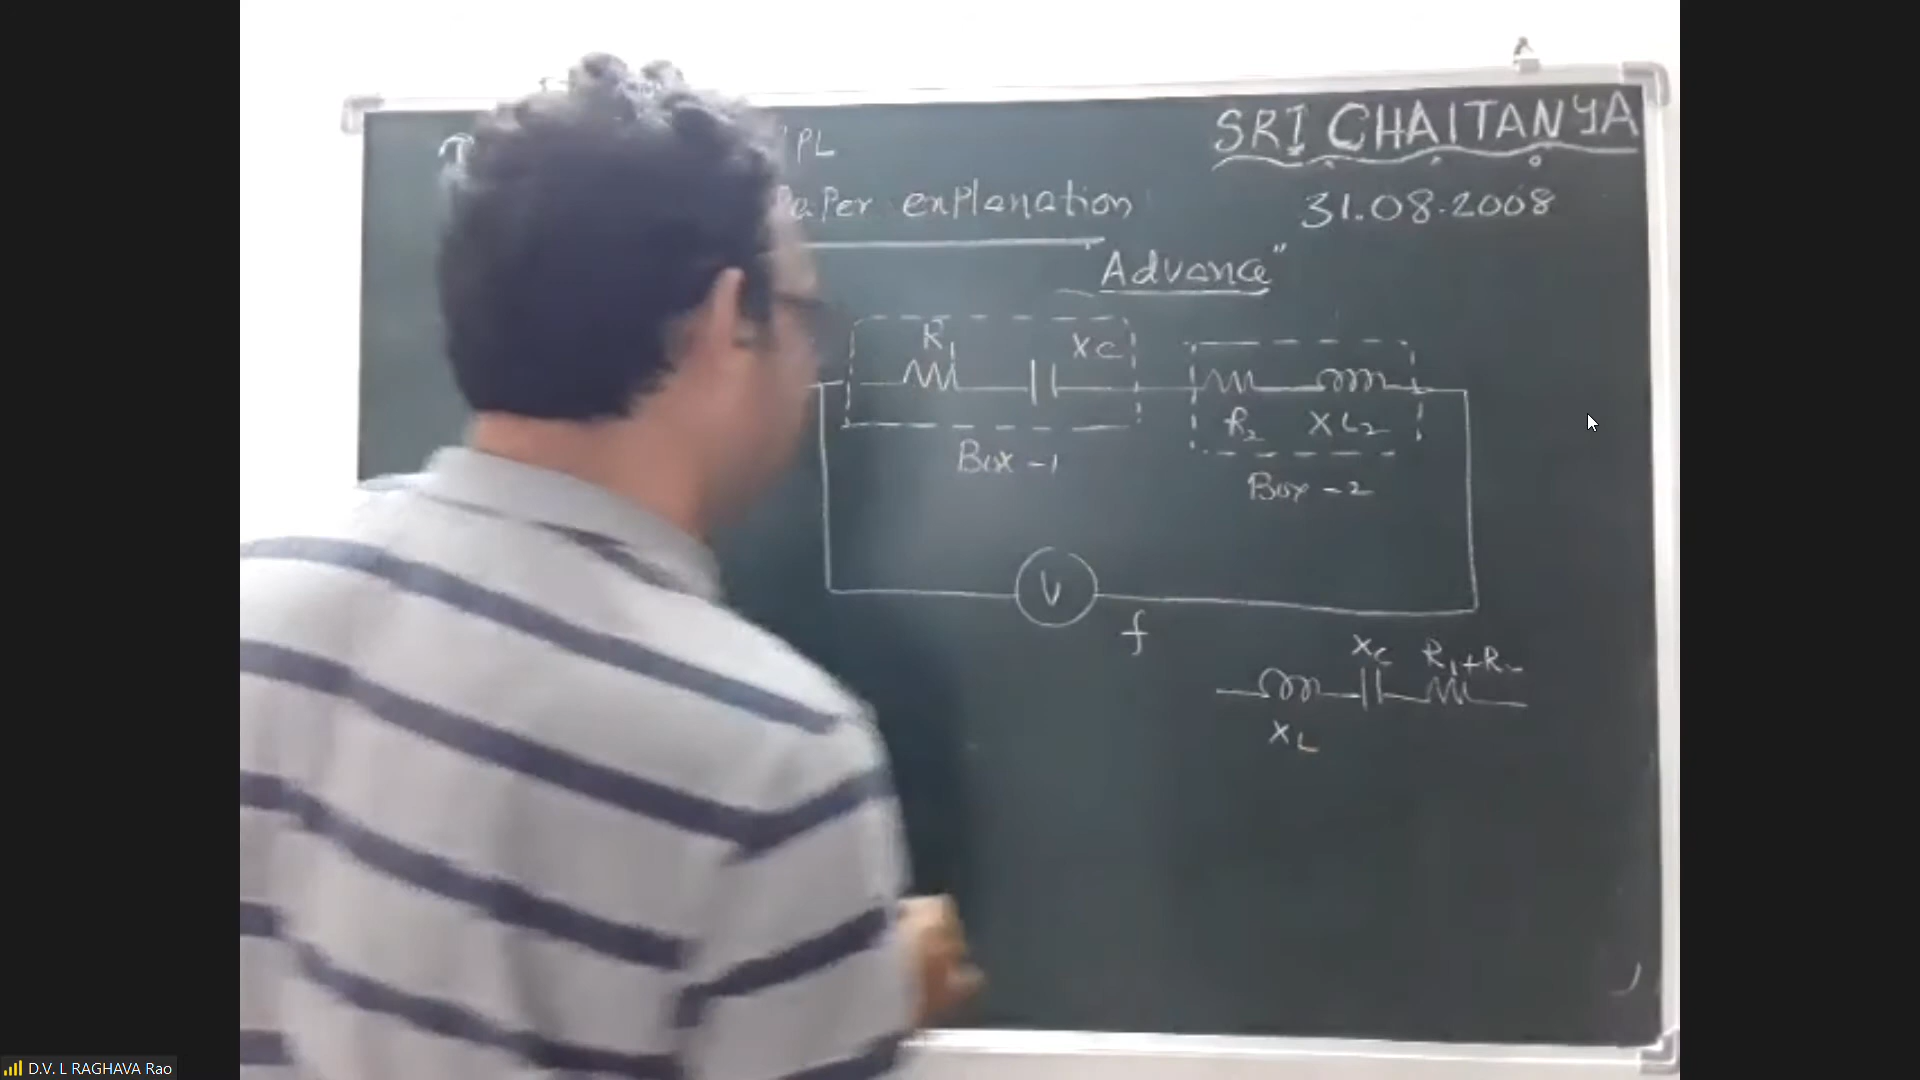 SRI CHAITANYA
PL
Paper explanation
31.08.2008
"Advance"
R1
XC
R2
XL2
Box -1
Box -2
V
f
XC
R1+R2
XL
D.V. L RAGHAVA Rao